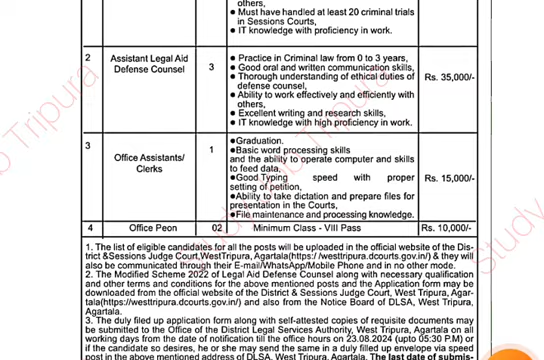 others,
● Must have handled at least 20 criminal trials
in Sessions Courts,
● IT knowledge with proficiency in work.
2 Assistant Legal Aid Defense Counsel 3 Rs. 35,000/-
● Practice in Criminal law from 0 to 3 years,
● Good oral and written communication skills,
● Thorough understanding of ethical duties of
defense counsel,
● Ability to work effectively and efficiently with
others,
● Excellent writing and research skills,
● IT knowledge with high proficiency in work.
3 Office Assistants/ Clerks 1 Rs. 15,000/-
●Graduation.
●Basic word processing skills
and the ability to operate computer and skills
to feed data,
●Good Typing speed with proper
setting of petition,
●Ability to take dictation and prepare files for
presentation in the Courts,
●File maintenance and processing knowledge.
4 Office Peon 02 Minimum Class - VIII Pass Rs. 10,000/-
1. The list of eligible candidates for all the posts will be uploaded in the official website of the Dis-
trict &Sessions Judge Court,WestTripura, Agartala(https:/ /westtripura.dcourts.gov.in/) & they will
also be communicated through their E-mail/WhatsApp/Mobile Phone and in no other mode.
2. The Modified Scheme 2022 of Legal Aid Defense Counsel along with necessary qualification
and other terms and conditions for the above mentioned posts and the Application form may be
downloaded from the official website of the District & Sessions Judge Court, West Tripura, Agar-
tala(https://westtripura.dcourts.gov.in/) and also from the Notice Board of DLSA, West Tripura,
Agartala.
3. The duly filed up application form along with self-attested copies of requisite documents may
be submitted to the Office of the District Legal Services Authority, West Tripura, Agartala on all
working days from the date of notification till the office hours on 23.08.2024 (upto 05:30 P.M) or
if the candidate so desires, he or she may send the same in a duly filled up envelope via speed
post in the above mentioned address of DLSA, West Tripura, Agartala. The last date of submis-
b Tripura
Tripura
Study